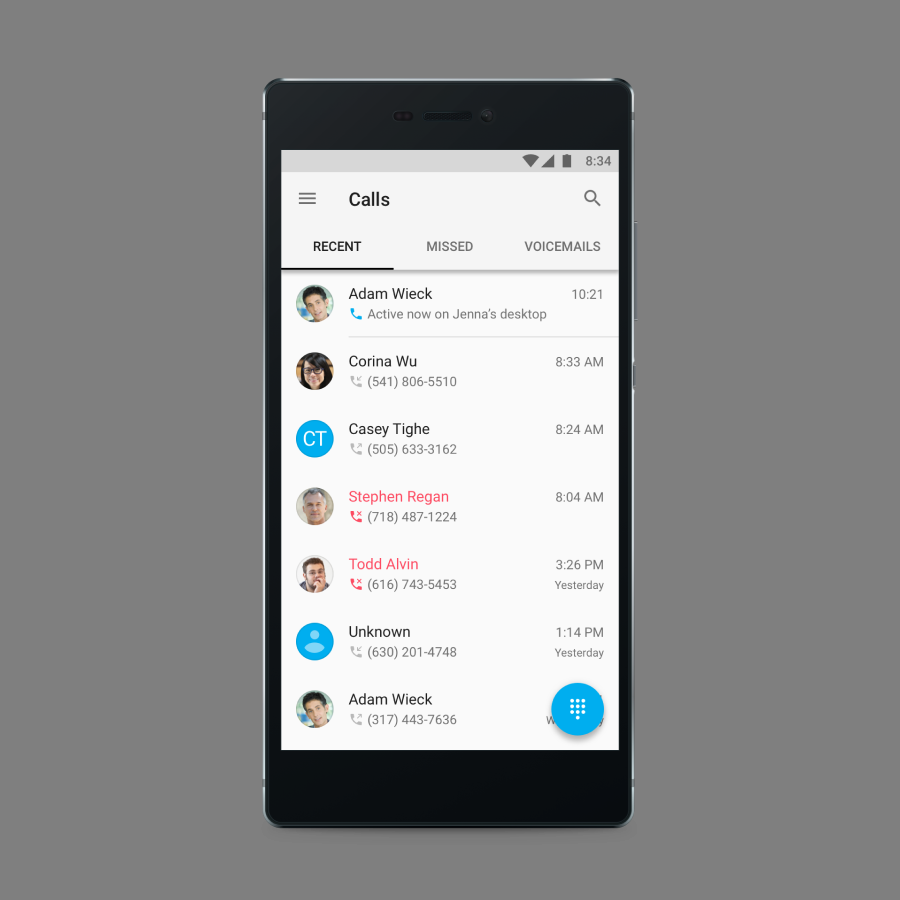 8:34
Calls
RECENT MISSED VOICEMAILS
Adam Wieck 10:21
Active now on Jenna’s desktop
Corina Wu 8:33 AM
(541) 806-5510
CT Casey Tighe 8:24 AM
(505) 633-3162
Stephen Regan 8:04 AM
(718) 487-1224
Todd Alvin 3:26 PM
(616) 743-5453 Yesterday
Unknown 1:14 PM
(630) 201-4748 Yesterday
Adam Wieck
(317) 443-7636